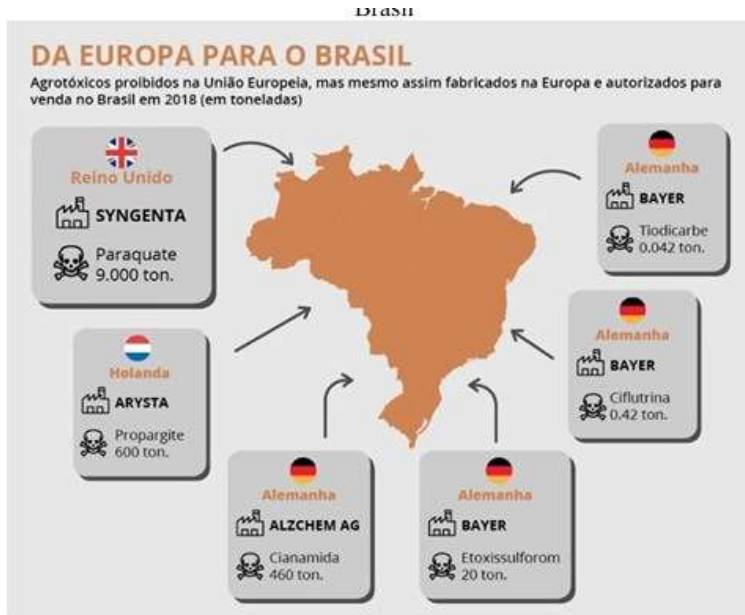 Brasil
DA EUROPA PARA O BRASIL
Agrotóxicos proibidos na União Europeia, mas mesmo assim fabricados na Europa e autorizados para
venda no Brasil em 2018 (em toneladas)
Reino Unido
SYNGENTA
Paraquate
9.000 ton.
Alemanha
BAYER
Tiodicarbe
0.042 ton.
Holanda
ARYSTA
Propargite
600 ton.
Alemanha
BAYER
Ciflutrina
0.42 ton.
Alemanha
ALZCHEM AG
Cianamida
460 ton.
Alemanha
BAYER
Etoxissulforom
20 ton.